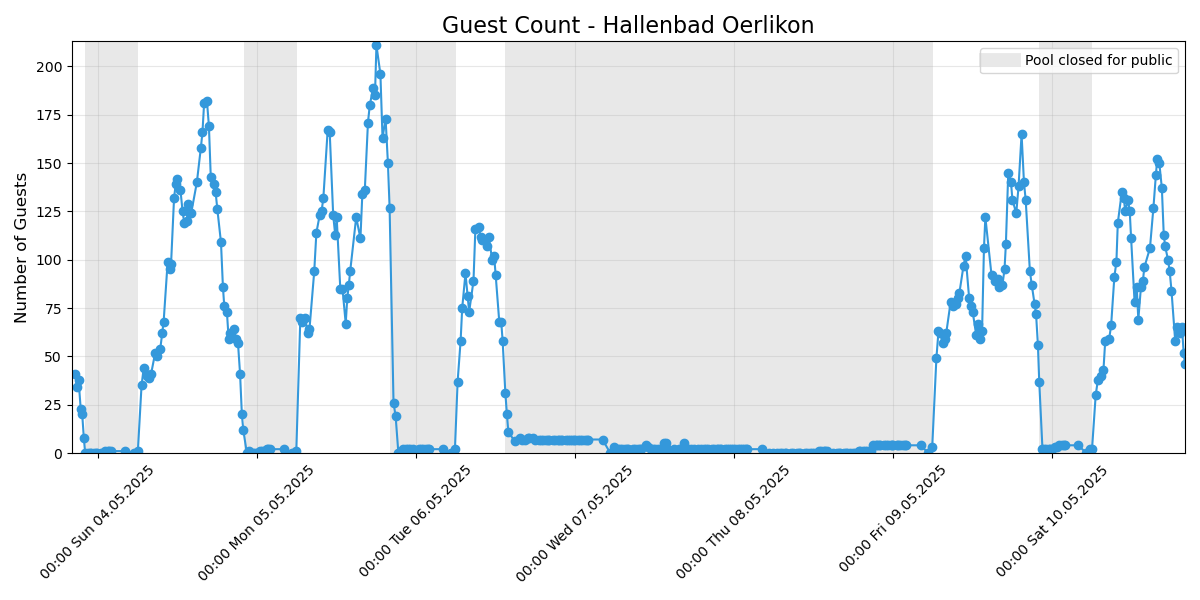 Guest Count - Hallenbad Oerlikon
Pool closed for public
Number of Guests
200
175
150
125
100
75
50
25
0
00:00 Sun 04.05.2025
00:00 Mon 05.05.2025
00:00 Tue 06.05.2025
00:00 Wed 07.05.2025
00:00 Thu 08.05.2025
00:00 Fri 09.05.2025
00:00 Sat 10.05.2025